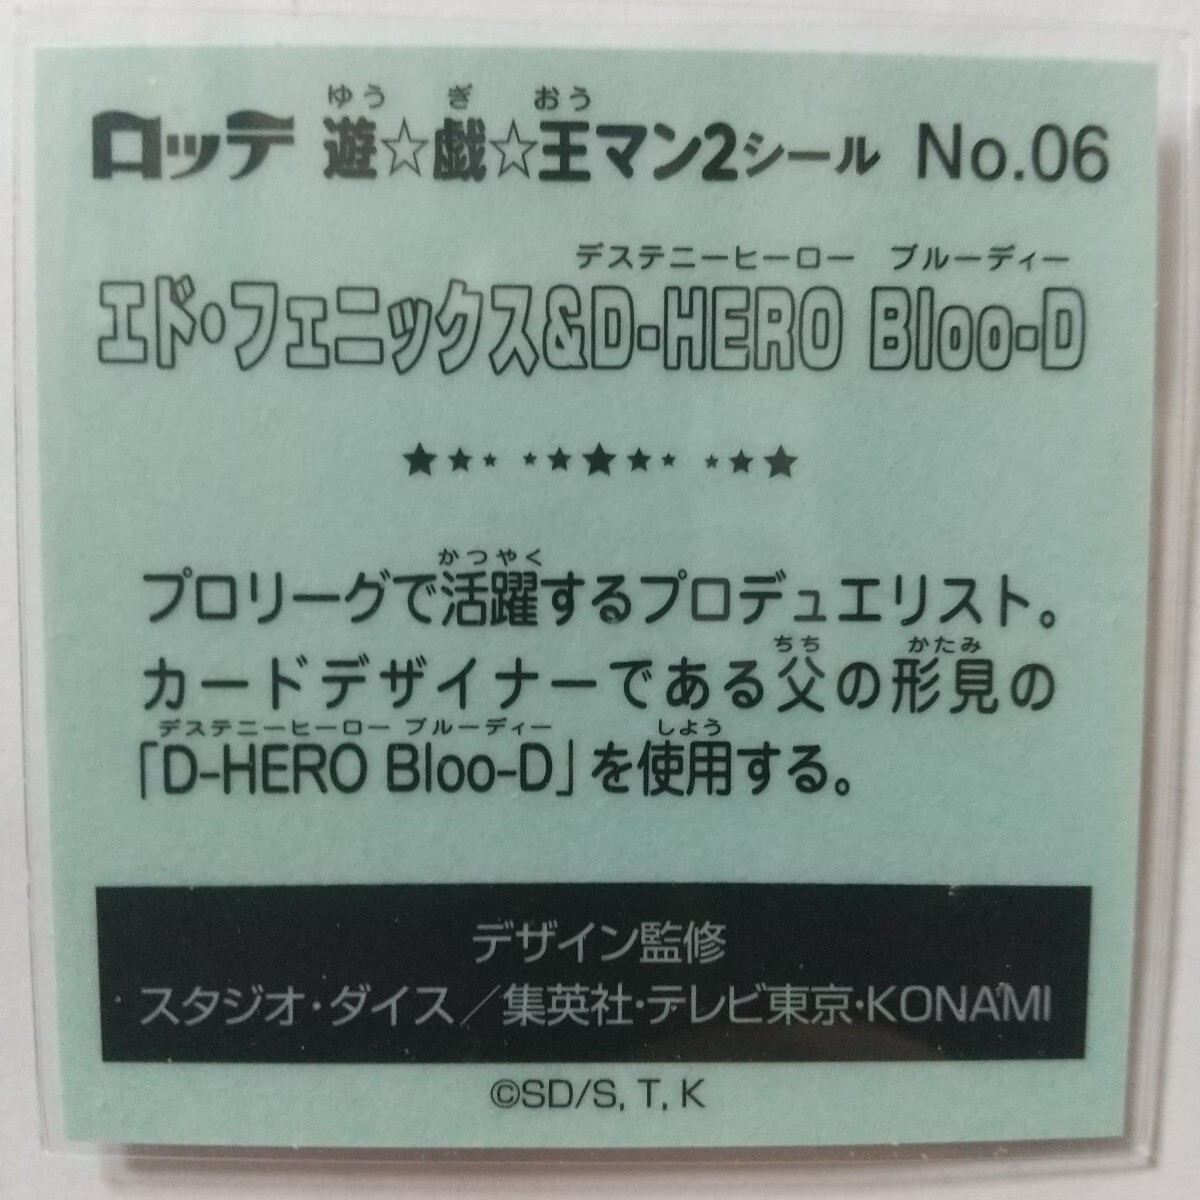 ロッテ 遊☆戯☆王マン2シール No.06
ゆう ぎ おう
デステニーヒーロー ブルーディー
エド・フェニックス&D-HERO Bloo-D
★★★ ★★★★★ ★★★
かつやく
プロリーグで活躍するプロデュエリスト。
ちち かたみ
カードデザイナーである父の形見の
デステニーヒーロー ブルーディー しよう
「D-HERO Bloo-D」を使用する。
デザイン監修
スタジオ・ダイス／集英社・テレビ東京・KONAMI
©SD/S, T, K